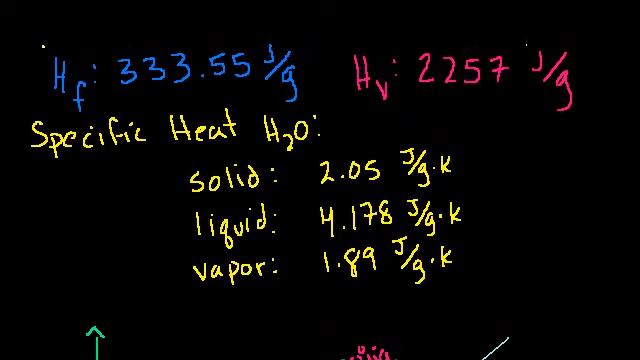 Hf: 333.55 J/g Hv: 2257 J/g
Specific Heat H₂O:
solid: 2.05 J/g·k
liquid: 4.178 J/g·k
vapor: 1.89 J/g·k